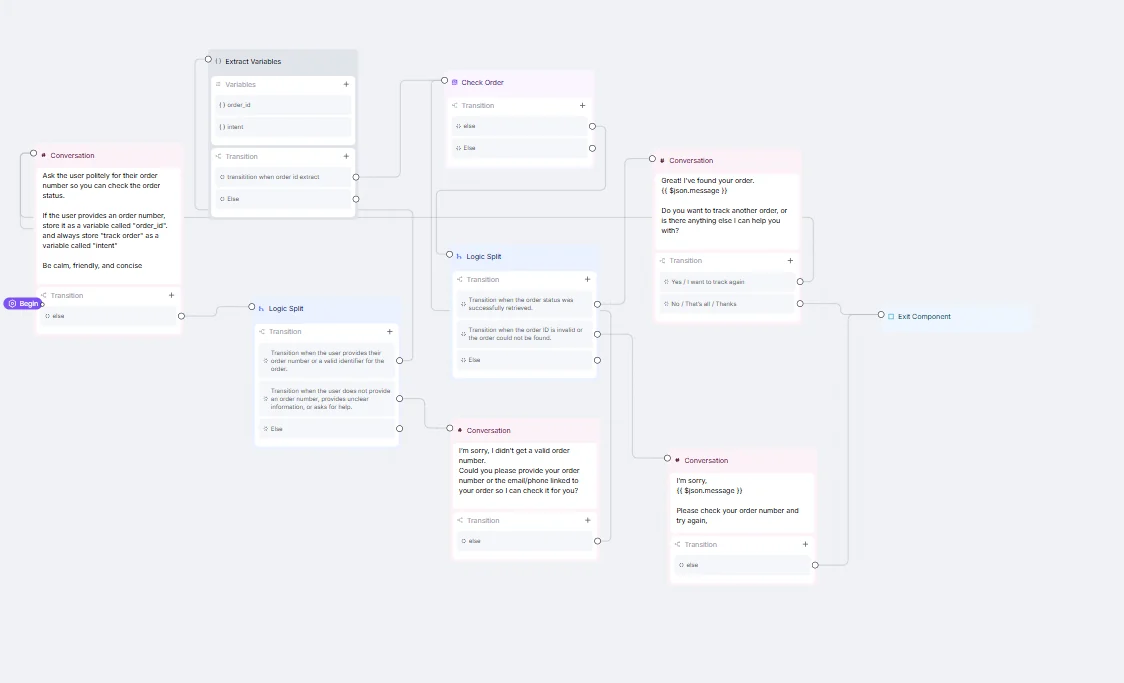 Extract Variables
Variables
order_id
intent
Transition
transitition when order id extract
Else
Check Order
Transition
else
Else
Conversation
Ask the user politely for their order
number so you can check the order
status.
If the user provides an order number,
store it as a variable called "order_id".
and always store "track order" as a
variable called "intent"
Be calm, friendly, and concise
Transition
else
Begin
Logic Split
Transition
Transition when the user provides their
order number or a valid identifier for the
order.
Transition when the user does not provide
an order number, provides unclear
information, or asks for help.
Else
Logic Split
Transition
Transition when the order status was
successfully retrieved.
Transition when the order ID is invalid or
the order could not be found.
Else
Conversation
Great! I've found your order.
{{ $json.message }}
Do you want to track another order, or
is there anything else I can help you
with?
Transition
Yes / I want to track again
No / That's all / Thanks
Exit Component
Conversation
I'm sorry, I didn't get a valid order
number.
Could you please provide your order
number or the email/phone linked to
your order so I can check it for you?
Transition
else
Conversation
I'm sorry,
{{ $json.message }}
Please check your order number and
try again,
Transition
else